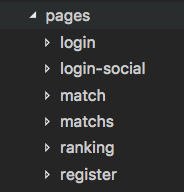 pages
login
login-social
match
matchs
ranking
register